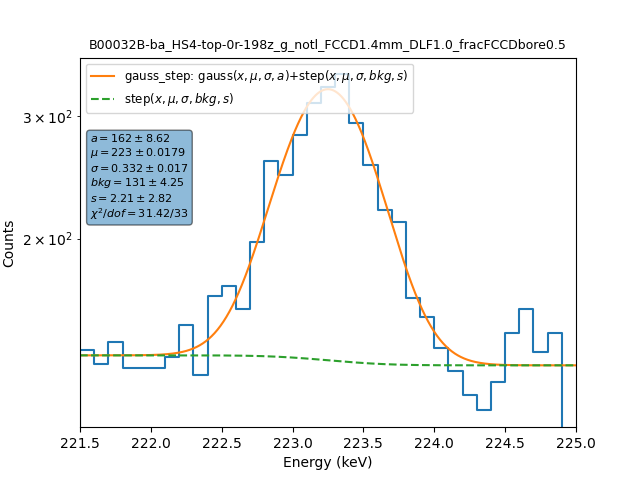 B00032B-ba_HS4-top-0r-198z_g_notl_FCCD1.4mm_DLF1.0_fracFCCDbore0.5
gauss_step: gauss(x, μ, σ, a)+step(x, μ, σ, bkg, s)
step(x, μ, σ, bkg, s)
a = 162 ± 8.62
μ = 223 ± 0.0179
σ = 0.332 ± 0.017
bkg = 131 ± 4.25
s = 2.21 ± 2.82
χ²/dof = 31.42/33
3 × 10²
2 × 10²
Counts
221.5 222.0 222.5 223.0 223.5 224.0 224.5 225.0
Energy (keV)